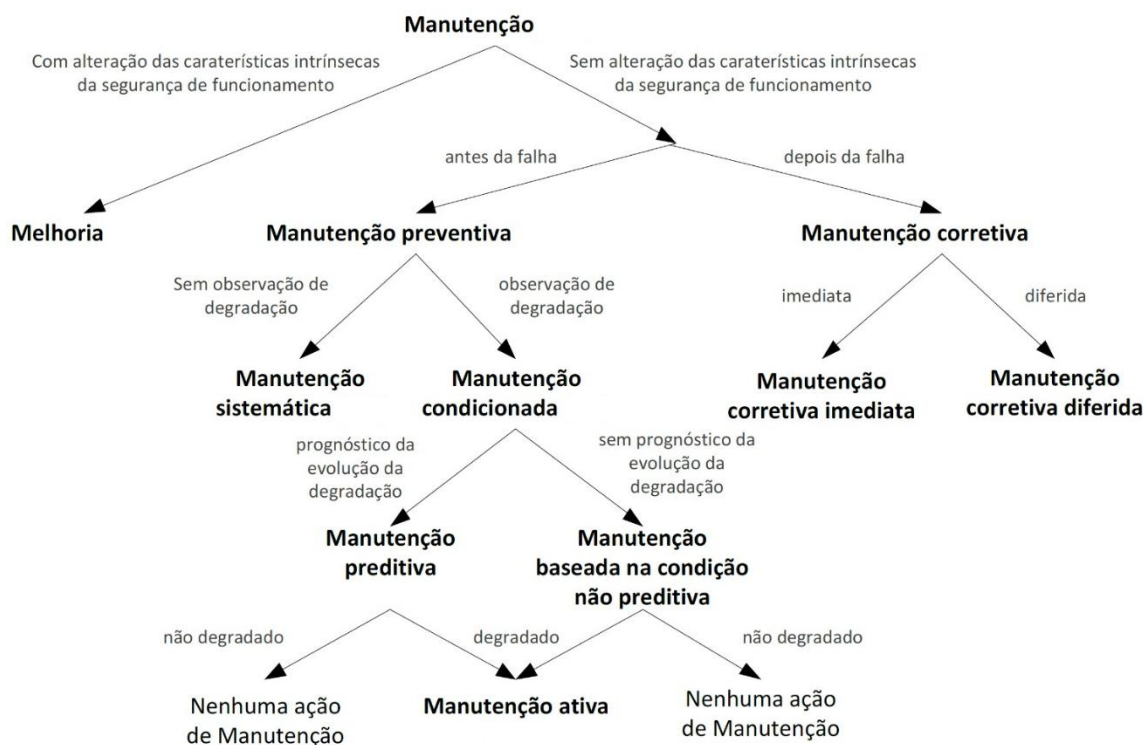 Manutenção
Com alteração das caraterísticas intrínsecas
da segurança de funcionamento
Sem alteração das caraterísticas intrínsecas
da segurança de funcionamento
antes da falha
depois da falha
Melhoria
Manutenção preventiva
Manutenção corretiva
Sem observação de
degradação
observação de
degradação
imediata
diferida
Manutenção
sistemática
Manutenção
condicionada
Manutenção
corretiva imediata
Manutenção
corretiva diferida
prognóstico da
evolução da
degradação
sem prognóstico da
evolução da
degradação
Manutenção
preditiva
Manutenção
baseada na condição
não preditiva
não degradado
degradado
não degradado
Nenhuma ação
de Manutenção
Manutenção ativa
Nenhuma ação
de Manutenção